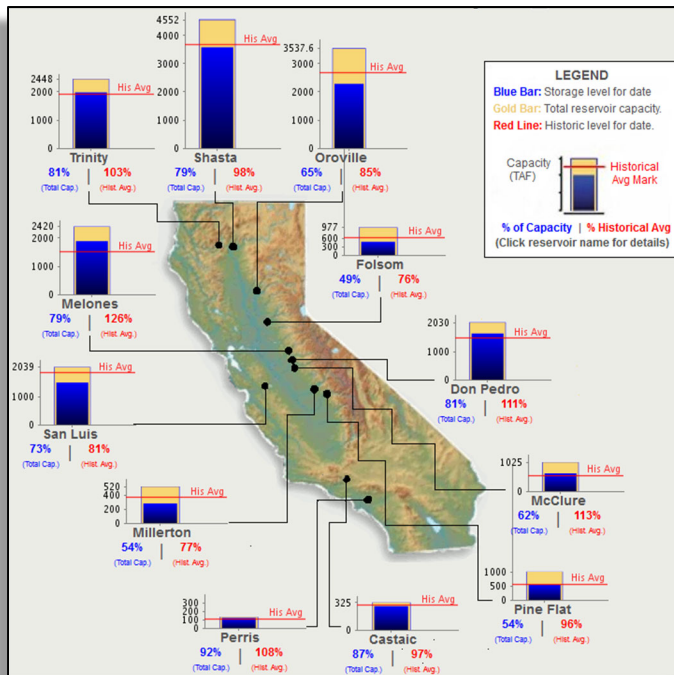 4552
His Avg
3000
2000
1000
0
Shasta
79% | 98%
(Total Cap.) (Hist. Avg.)
3537.6
His Avg
3000
2000
1000
0
Oroville
65% | 85%
(Total Cap.) (Hist. Avg.)
2448
His Avg
2000
1000
0
Trinity
81% | 103%
(Total Cap.) (Hist. Avg.)
LEGEND
Blue Bar: Storage level for date
Gold Bar: Total reservoir capacity.
Red Line: Historic level for date.
Capacity
(TAF)
Historical
Avg Mark
% of Capacity | % Historical Avg
(Click reservoir name for details)
2420
2000
His Avg
1000
0
Melones
79% | 126%
(Total Cap.) (Hist. Avg.)
977
His Avg
600
300
0
Folsom
49% | 76%
(Total Cap.) (Hist. Avg.)
2030
His Avg
1000
0
Don Pedro
81% | 111%
(Total Cap.) (Hist. Avg.)
2039
His Avg
1000
0
San Luis
73% | 81%
(Total Cap.) (Hist. Avg.)
1025
His Avg
0
McClure
62% | 113%
(Total Cap.) (Hist. Avg.)
520
400
His Avg
200
0
Millerton
54% | 77%
(Total Cap.) (Hist. Avg.)
1000
His Avg
500
0
Pine Flat
54% | 96%
(Total Cap.) (Hist. Avg.)
300
200
His Avg
100
0
Perris
92% | 108%
(Total Cap.) (Hist. Avg.)
325
His Avg
0
Castaic
87% | 97%
(Total Cap.) (Hist. Avg.)